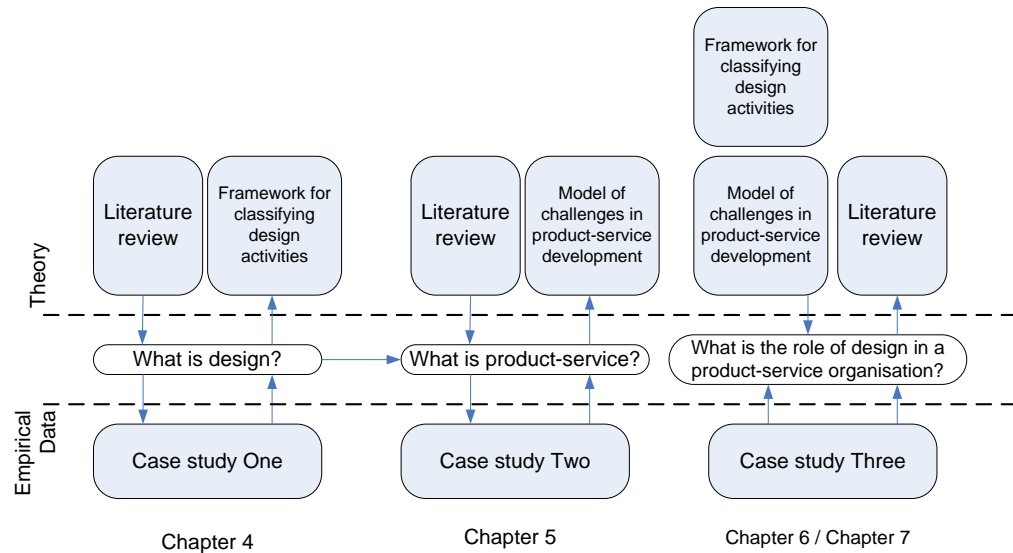 Framework for
classifying
design
activities
Literature
review
Framework for
classifying
design
activities
Literature
review
Model of
challenges in
product-service
development
Model of
challenges in
product-service
development
Literature
review
Theory
What is design?
What is product-service?
What is the role of design in a
product-service organisation?
Empirical
Data
Case study One
Case study Two
Case study Three
Chapter 4
Chapter 5
Chapter 6 / Chapter 7